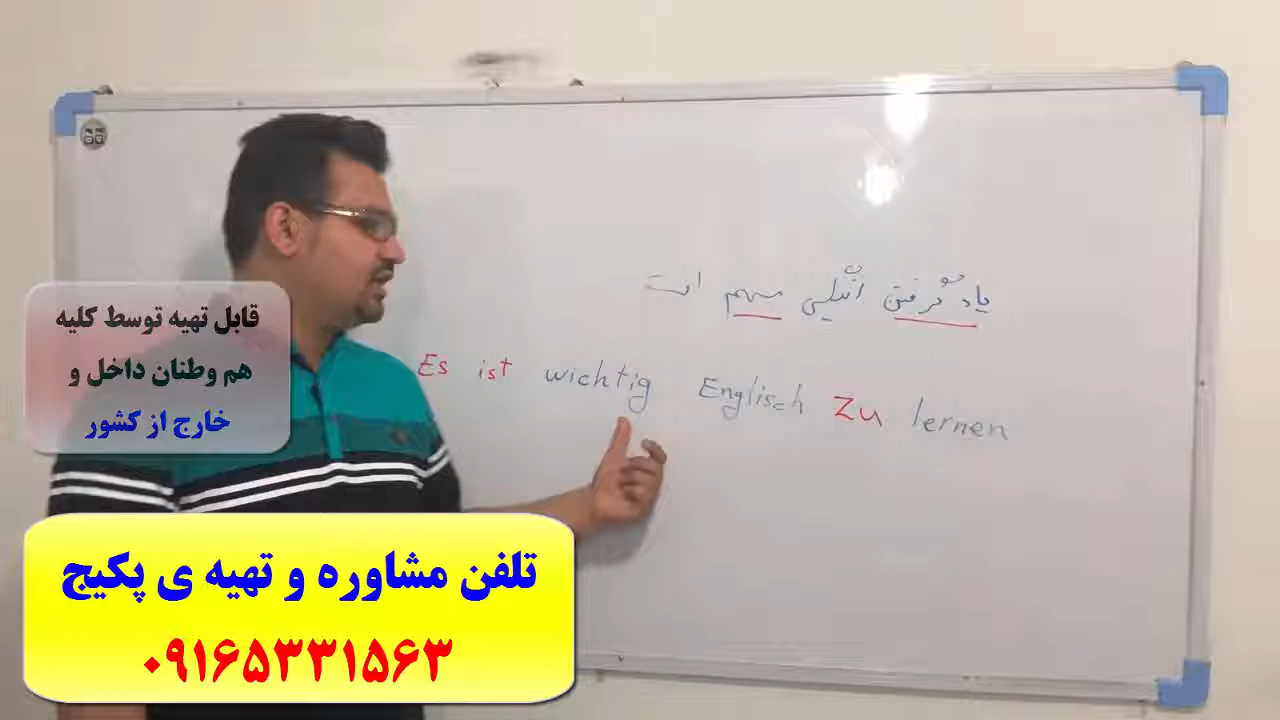 یاد گرفتن انگلیسی مهم است
Es ist wichtig Englisch zu lernen
قابل تهیه توسط کلیه
هم وطنان داخل و
خارج از کشور
تلفن مشاوره و تهیه ی پکیج
۰۹۱۶۵۳۳۱۵۶۳